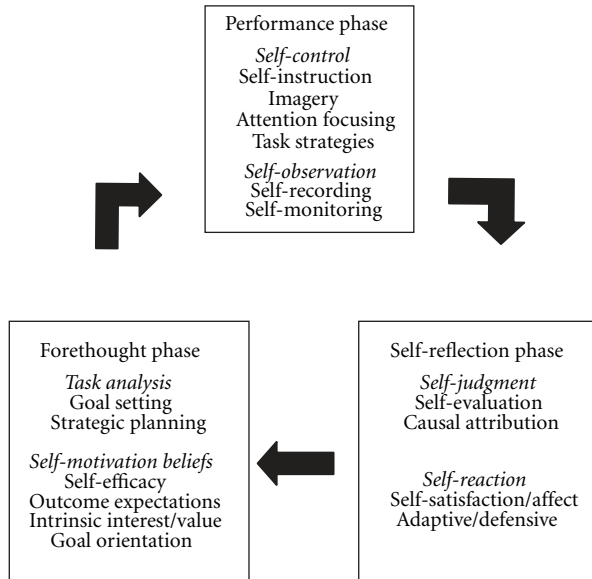 Performance phase
Self-control
Self-instruction
Imagery
Attention focusing
Task strategies
Self-observation
Self-recording
Self-monitoring
Forethought phase
Task analysis
Goal setting
Strategic planning
Self-motivation beliefs
Self-efficacy
Outcome expectations
Intrinsic interest/value
Goal orientation
Self-reflection phase
Self-judgment
Self-evaluation
Causal attribution
Self-reaction
Self-satisfaction/affect
Adaptive/defensive